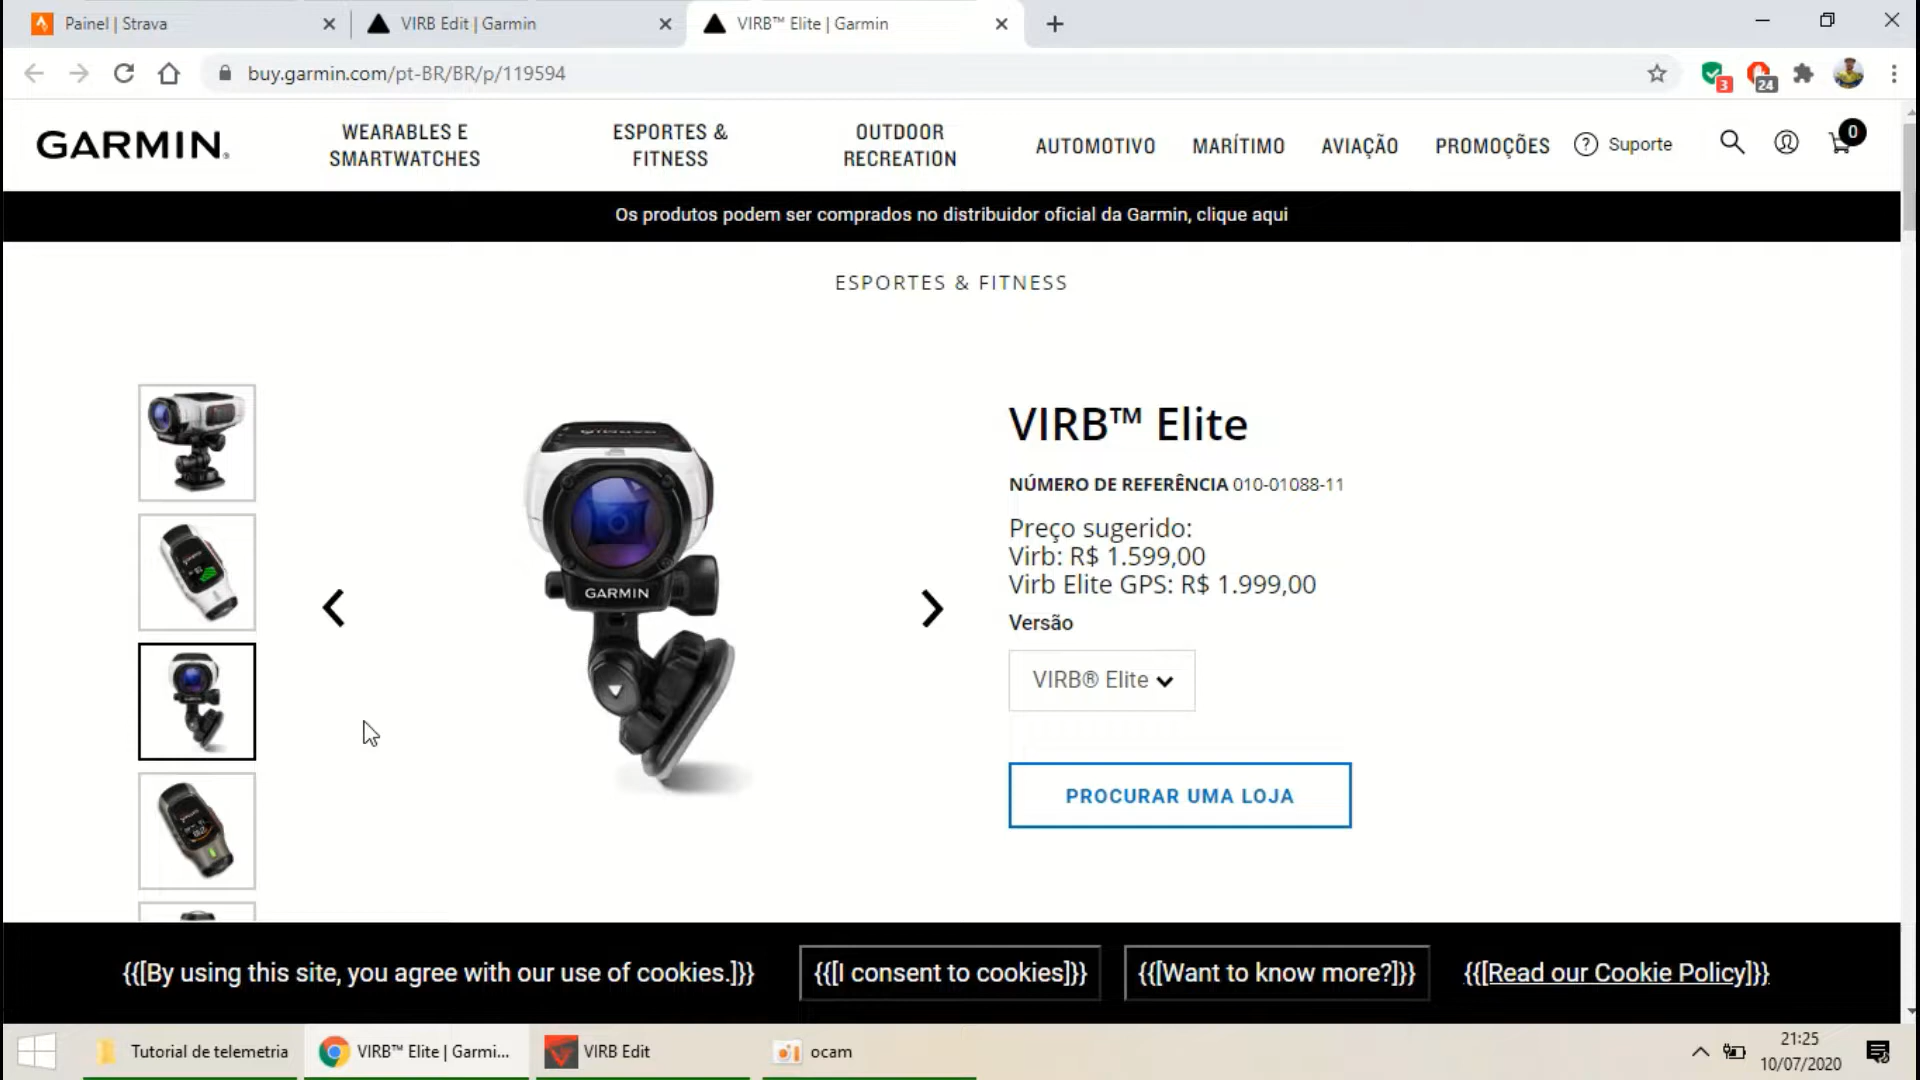 Painel | Strava
VIRB Edit | Garmin
VIRB™ Elite | Garmin
buy.garmin.com/pt-BR/BR/p/119594
3
24
GARMIN.
WEARABLES E
SMARTWATCHES
ESPORTES &
FITNESS
OUTDOOR
RECREATION
AUTOMOTIVO
MARÍTIMO
AVIAÇÃO
PROMOÇÕES
? Suporte
0
Os produtos podem ser comprados no distribuidor oficial da Garmin, clique aqui
ESPORTES & FITNESS
VIRB™ Elite
NÚMERO DE REFERÊNCIA 010-01088-11
Preço sugerido:
Virb: R$ 1.599,00
Virb Elite GPS: R$ 1.999,00
GARMIN
Versão
VIRB® Elite
PROCURAR UMA LOJA
{{[By using this site, you agree with our use of cookies.]}}
{{[I consent to cookies]}}
{{[Want to know more?]}}
{{[Read our Cookie Policy]}}
Tutorial de telemetria
VIRB™ Elite | Garmi...
VIRB Edit
ocam
21:25
10/07/2020